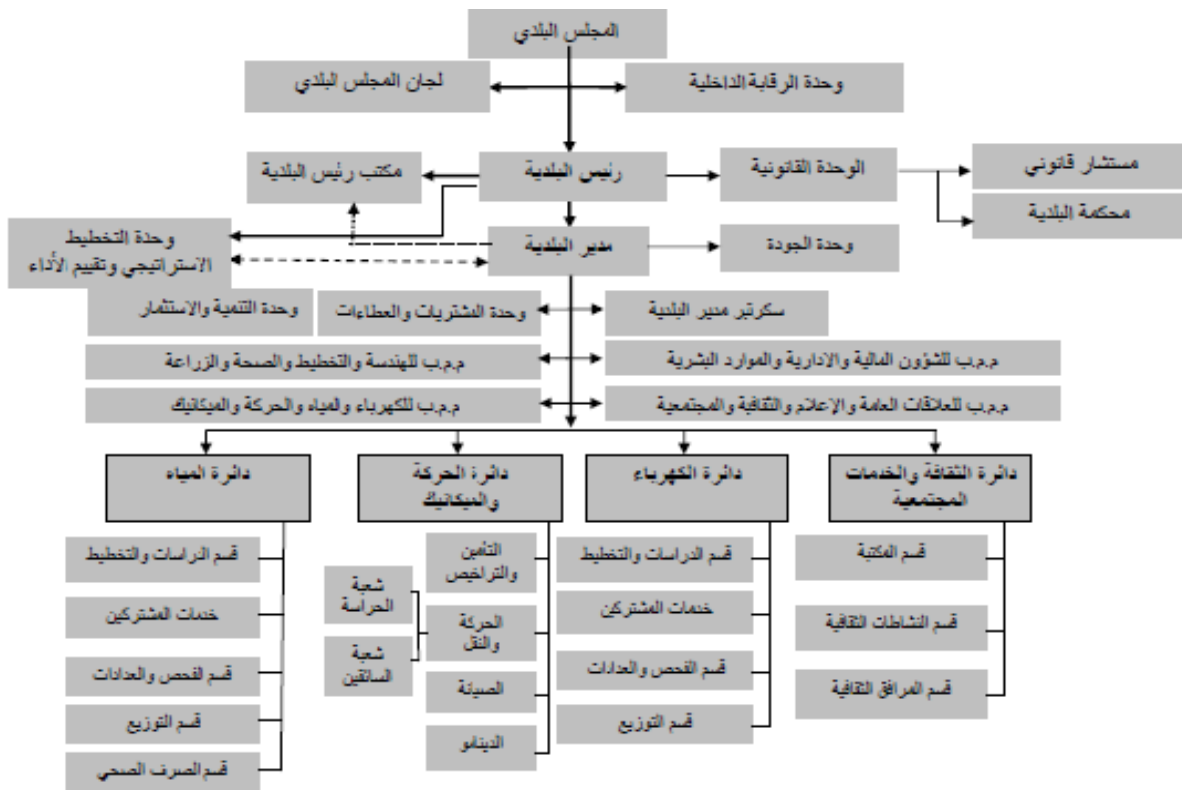 المجلس البلدي
وحدة الرقابة الداخلية
لجان المجلس البلدي
مستشار قانوني
الوحدة القانونية
رئيس البلدية
مكتب رئيس البلدية
محكمة البلدية
وحدة الجودة
مدير البلدية
وحدة التخطيط
الاستراتيجي وتقييم الأداء
سكرتير مدير البلدية
وحدة المشتريات والعطاءات
وحدة التنمية والاستثمار
م.م.ب للشؤون المالية والادارية والموارد البشرية
م.م.ب للهندسة والتخطيط والصحة والزراعة
م.م.ب للعلاقات العامة والإعلام والثقافية والمجتمعية
م.م.ب للكهرباء والمياه والحركة والميكانيك
دائرة الثقافة والخدمات
المجتمعية
قسم المكتبة
قسم النشاطات الثقافية
قسم المرافق الثقافية
دائرة الكهرباء
قسم الدراسات والتخطيط
خدمات المشتركن
قسم الفحص والعدادات
قسم التوزيع
دائرة الحركة
والميكانيك
التأمين
والتراخيص
الحركة
والنقل
شعبة
الحراسة
شعبة
السائقين
الصيانة
الدينامو
دائرة المياه
قسم الدراسات والتخطيط
خدمات المشتركين
قسم الفحص والعدادات
قسم التوزيع
قسم الصرف الصحي